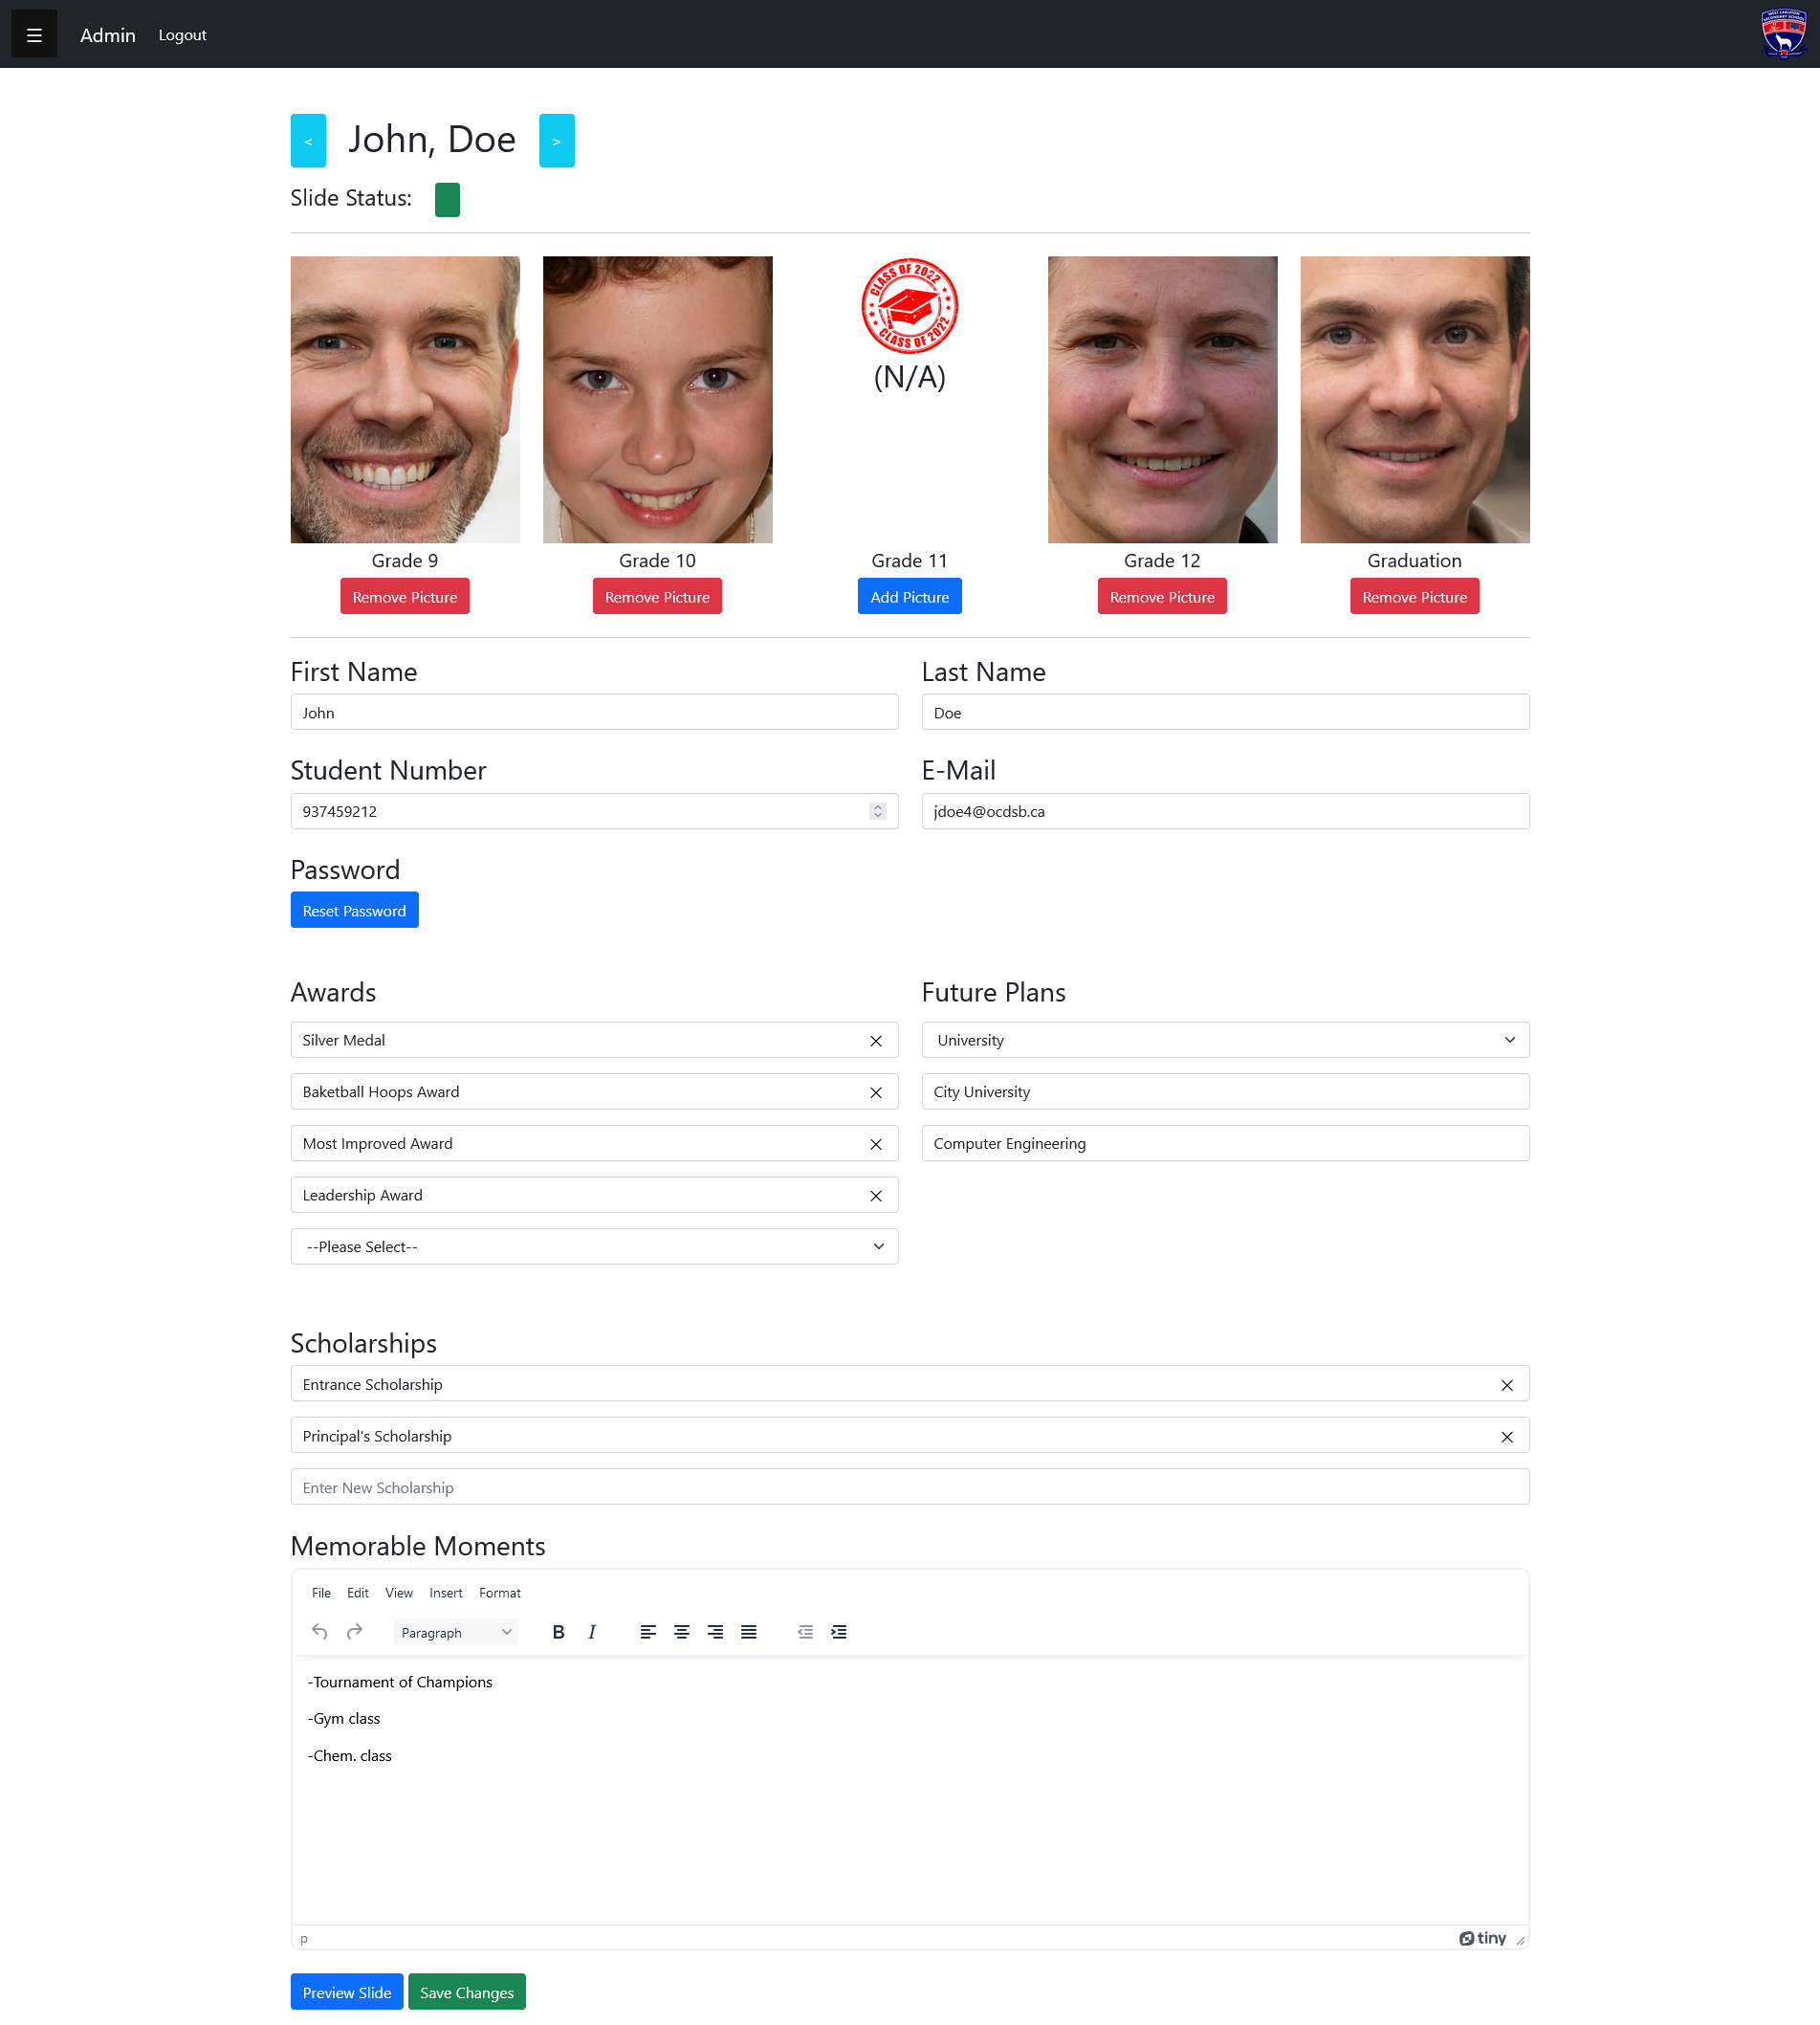 ☰ Admin Logout
WEST CARLETON
SECONDARY SCHOOL
< John, Doe >
Slide Status:
CLASS OF 2022
CLASS OF 2022
(N/A)
Grade 9 Grade 10 Grade 11 Grade 12 Graduation
Remove Picture Remove Picture Add Picture Remove Picture Remove Picture
First Name Last Name
John Doe
Student Number E-Mail
937459212 jdoe4@ocdsb.ca
Password
Reset Password
Awards Future Plans
Silver Medal University
Baketball Hoops Award City University
Most Improved Award Computer Engineering
Leadership Award
--Please Select--
Scholarships
Entrance Scholarship
Principal's Scholarship
Enter New Scholarship
Memorable Moments
File Edit View Insert Format
Paragraph B I
-Tournament of Champions
-Gym class
-Chem. class
p tiny
Preview Slide Save Changes